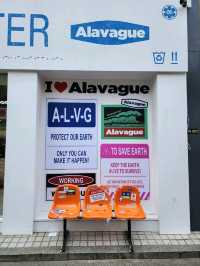 TER
Alavague
I ♥ Alavague
A-L-V-G
PROTECT OUR EARTH
ONLY YOU CAN
MAKE IT HAPPEN!
WORKING
Alavague
TO SAVE EARTH
KEEP THE EARTH
ALIVE TO SURVIVE!